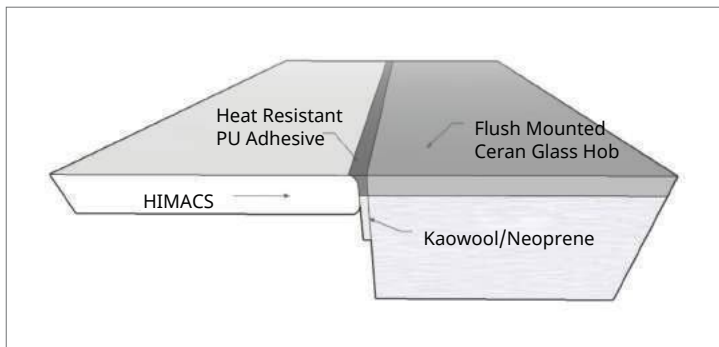 Heat Resistant
PU Adhesive
Flush Mounted
Ceran Glass Hob
HIMACS
Kaowool/Neoprene